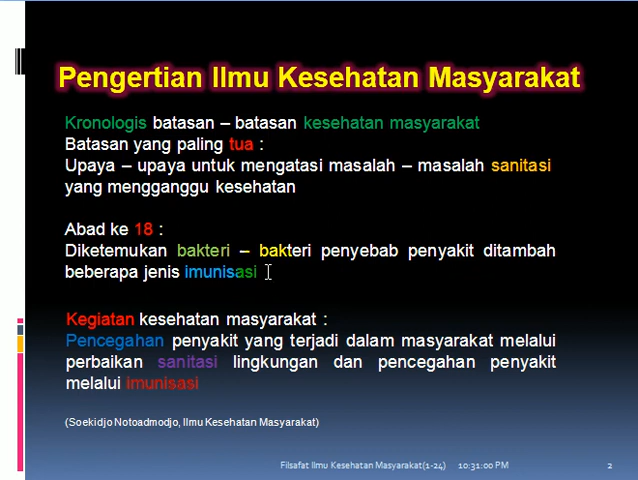 Pengertian Ilmu Kesehatan Masyarakat
Kronologis batasan – batasan kesehatan masyarakat
Batasan yang paling tua :
Upaya – upaya untuk mengatasi masalah – masalah sanitasi
yang mengganggu kesehatan
Abad ke 18 :
Diketemukan bakteri – bakteri penyebab penyakit ditambah
beberapa jenis imunisasi
Kegiatan kesehatan masyarakat :
Pencegahan penyakit yang terjadi dalam masyarakat melalui
perbaikan sanitasi lingkungan dan pencegahan penyakit
melalui imunisasi
(Soekidjo Notoadmodjo, Ilmu Kesehatan Masyarakat)
Filsafat Ilmu Kesehatan Masyarakat(1-24) 10:31:00 PM 2